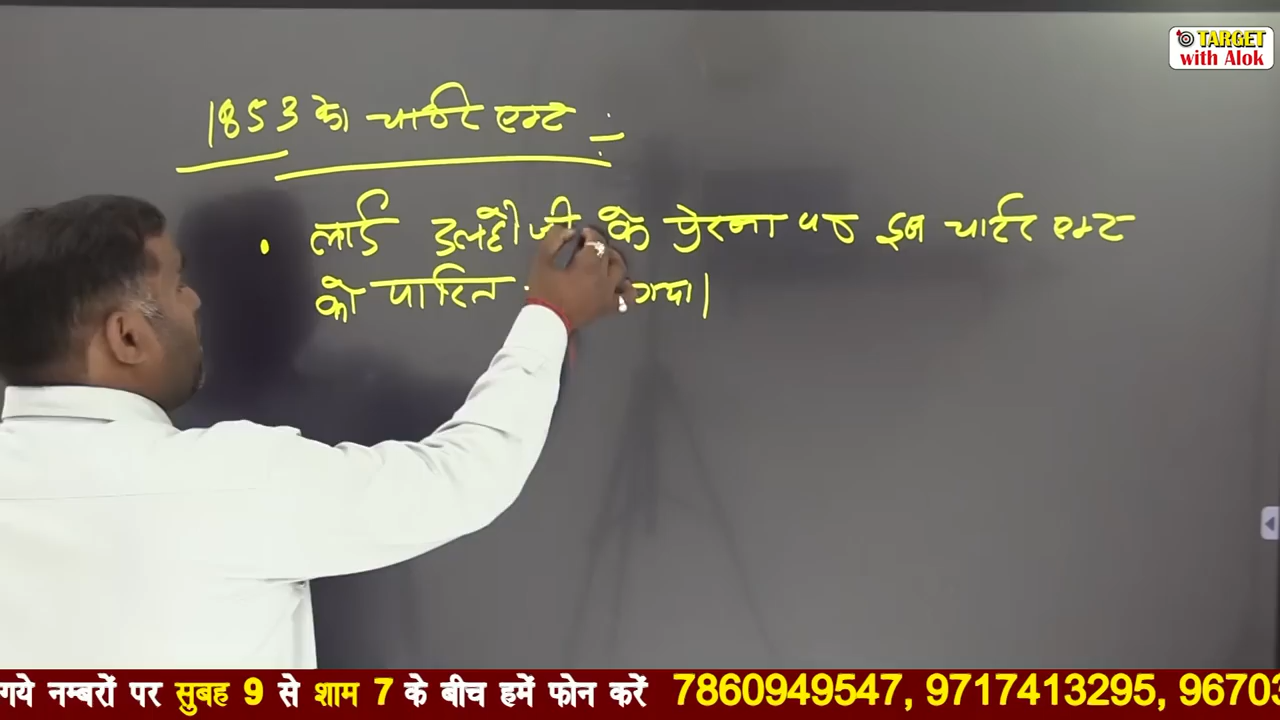 TARGET
with Alok
1853 का चार्टर एक्ट :-
• लार्ड डलहौजी के प्रेरना पर इस चार्टर एक्ट
को पारित गया।
गये नम्बरों पर सुबह 9 से शाम 7 के बीच हमें फोन करें 7860949547, 9717413295, 96703